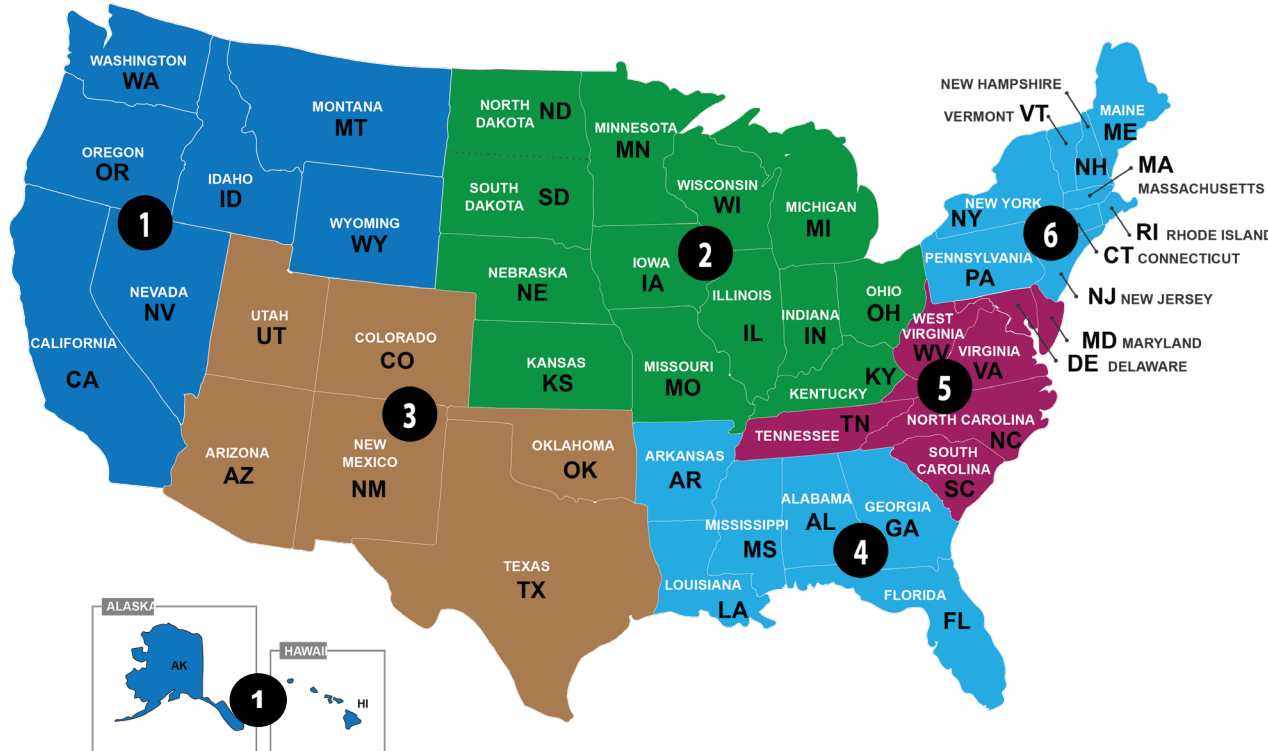 WASHINGTON
WA
MONTANA
MT
NORTH
DAKOTA
ND
MINNESOTA
MN
NEW HAMPSHIRE
VERMONT VT
MAINE
ME
OREGON
OR
IDAHO
ID
WYOMING
WY
SOUTH
DAKOTA
SD
WISCONSIN
WI
MICHIGAN
MI
NH
MA
MASSACHUSETTS
NEW YORK
NY
1
2
6
RI RHODE ISLAND
CT CONNECTICUT
PENNSYLVANIA
PA
NJ NEW JERSEY
NEVADA
NV
NEBRASKA
NE
IOWA
IA
ILLINOIS
IL
INDIANA
IN
OHIO
OH
CALIFORNIA
CA
UTAH
UT
COLORADO
CO
KANSAS
KS
MISSOURI
MO
KENTUCKY
KY
WEST
VIRGINIA
WV
VIRGINIA
VA
MD MARYLAND
DE DELAWARE
3
5
ARIZONA
AZ
NEW
MEXICO
NM
OKLAHOMA
OK
ARKANSAS
AR
TENNESSEE
TN
NORTH CAROLINA
NC
SOUTH
CAROLINA
SC
TEXAS
TX
LOUISIANA
LA
MISSISSIPPI
MS
ALABAMA
AL
GEORGIA
GA
4
FLORIDA
FL
ALASKA
AK
1
HAWAII
HI